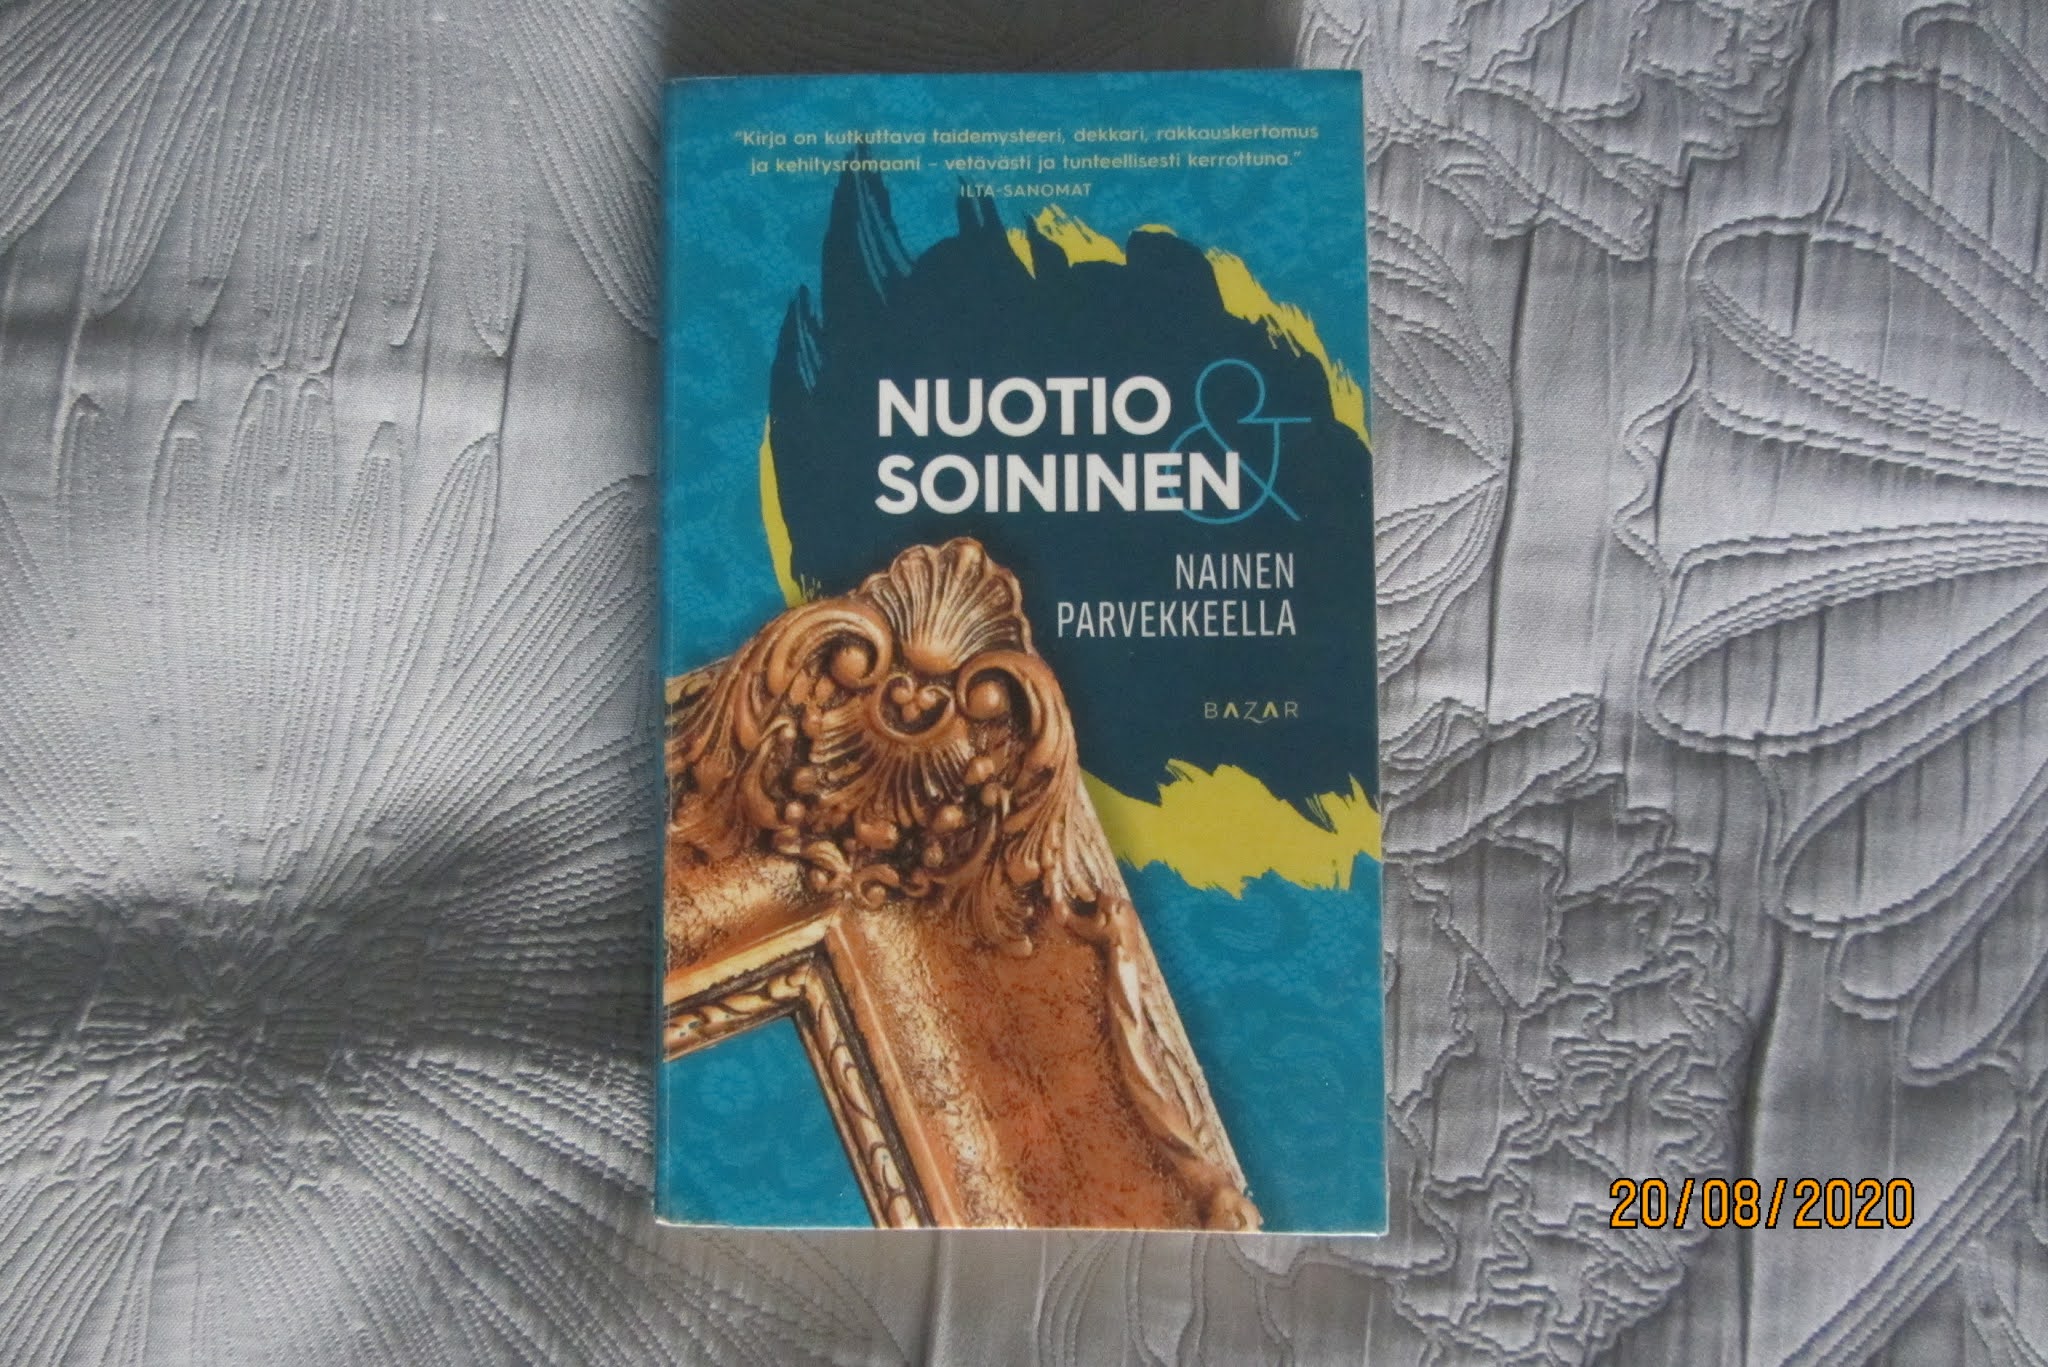 "Kirja on kutkuttava taidemysteeri, dekkari, rakkauskertomus
ja kehitysromaani – vetävästi ja tunteellisesti kerrottuna."
ILTA-SANOMAT
NUOTIO &
SOININEN
NAINEN
PARVEKKEELLA
BAZAR
20/08/2020